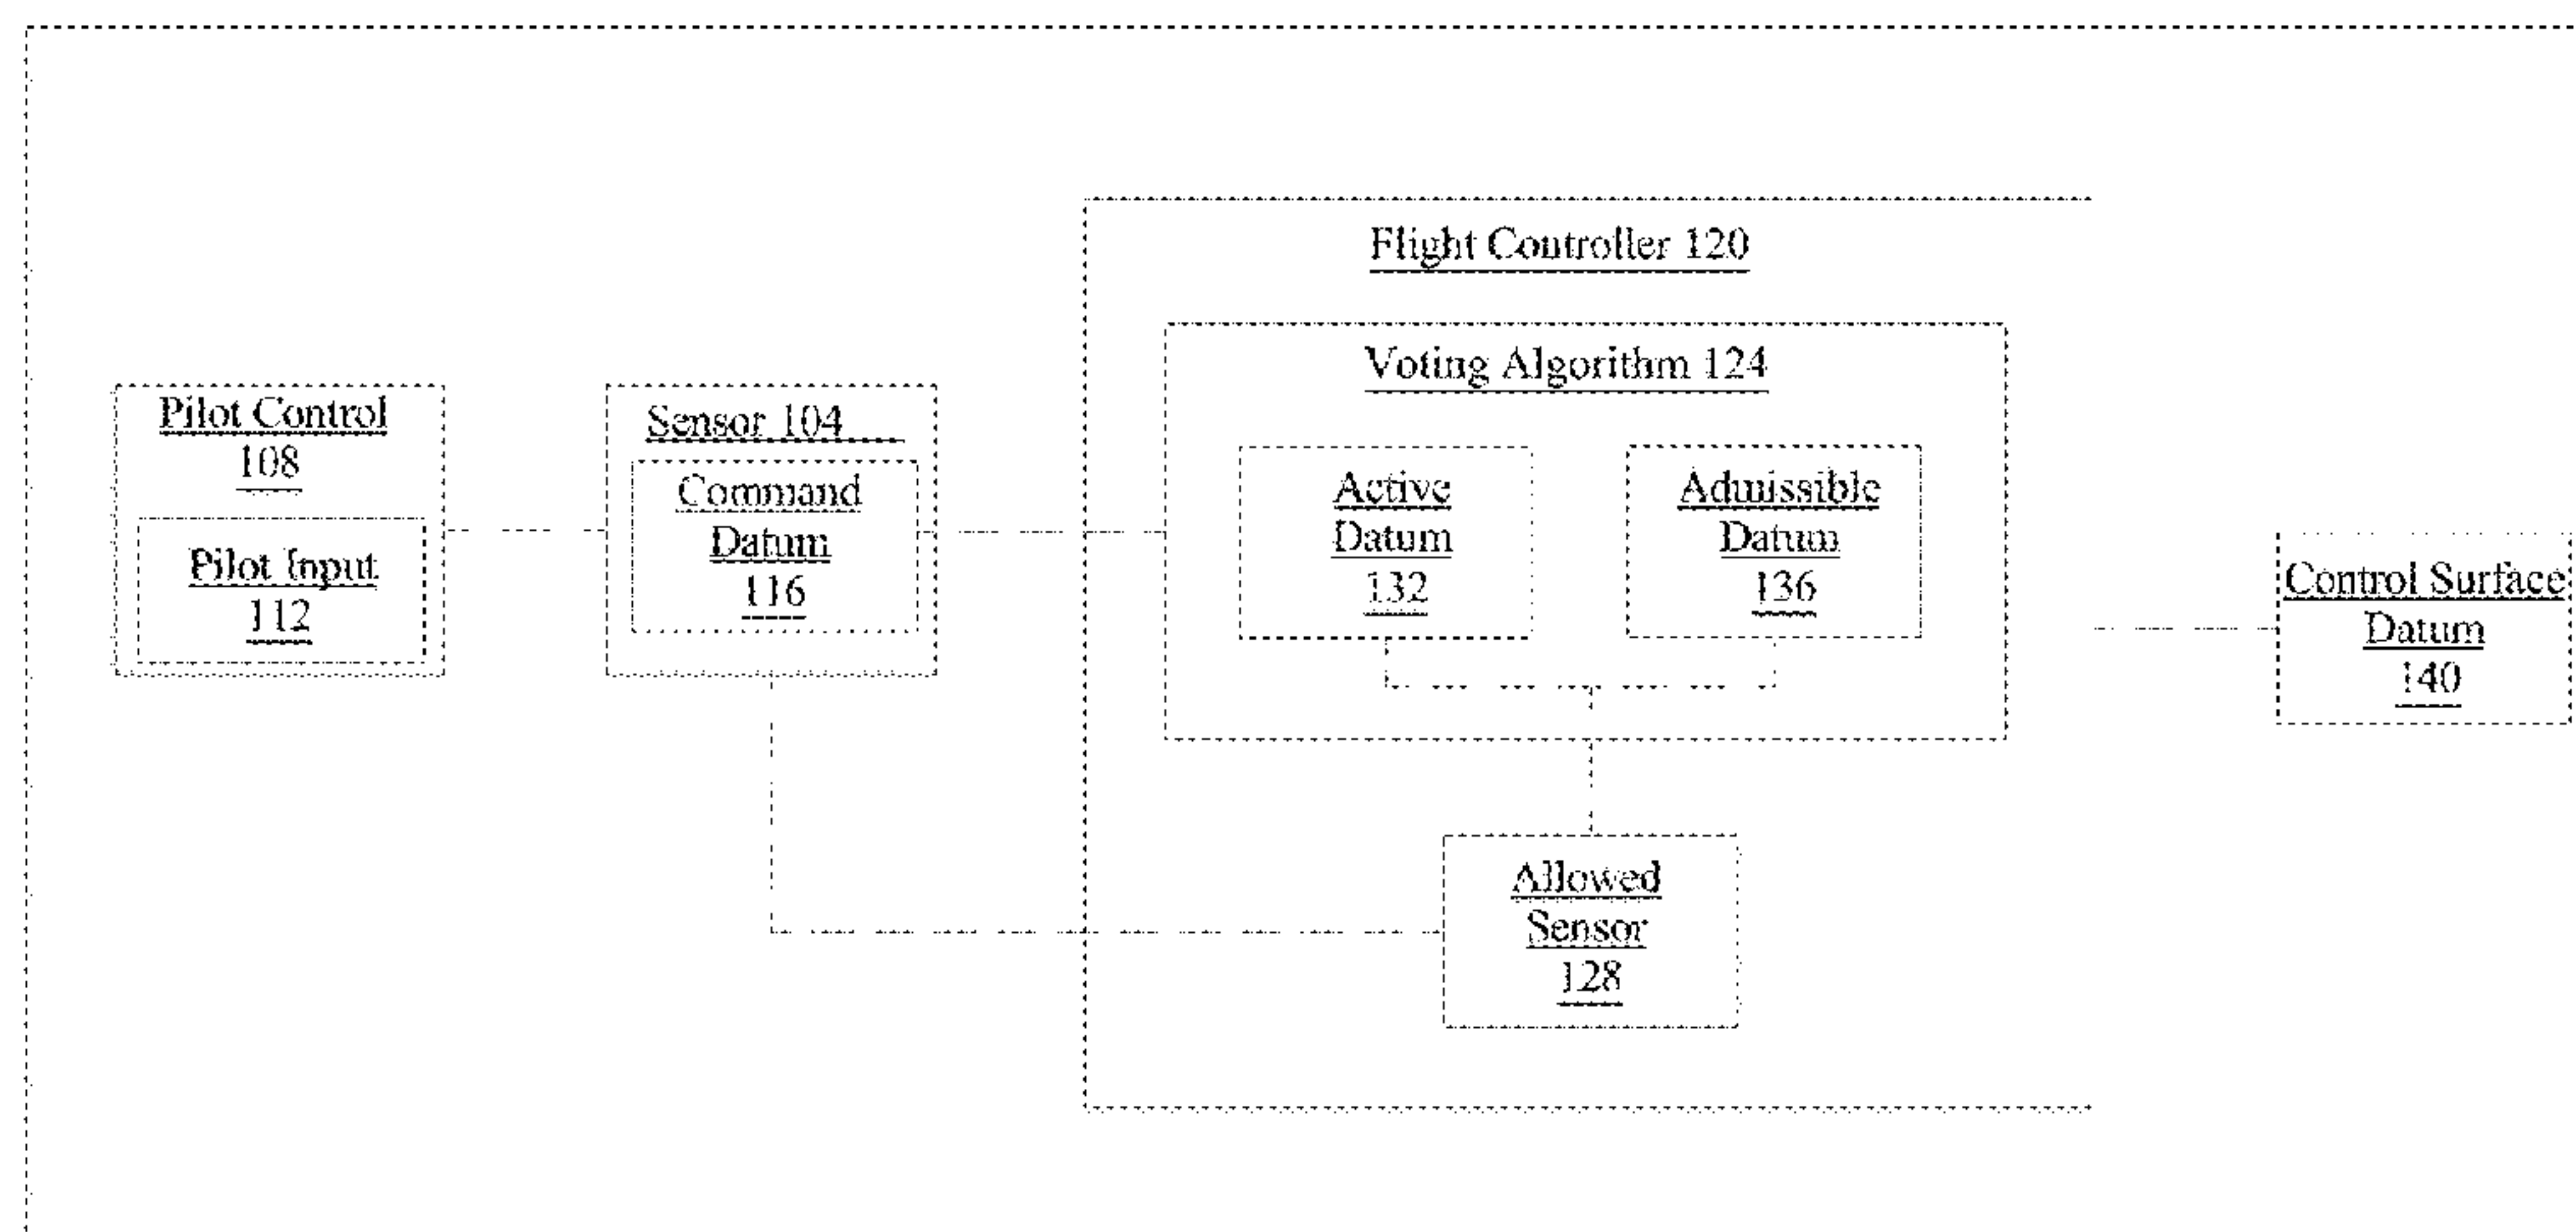 Flight Controller 120
Voting Algorithm 124
Pilot Control
108
Pilot Input
112
Sensor 104
Command
Datum
116
Active
Datum
132
Admissible
Datum
136
Control Surface
Datum
140
Allowed
Sensor
128